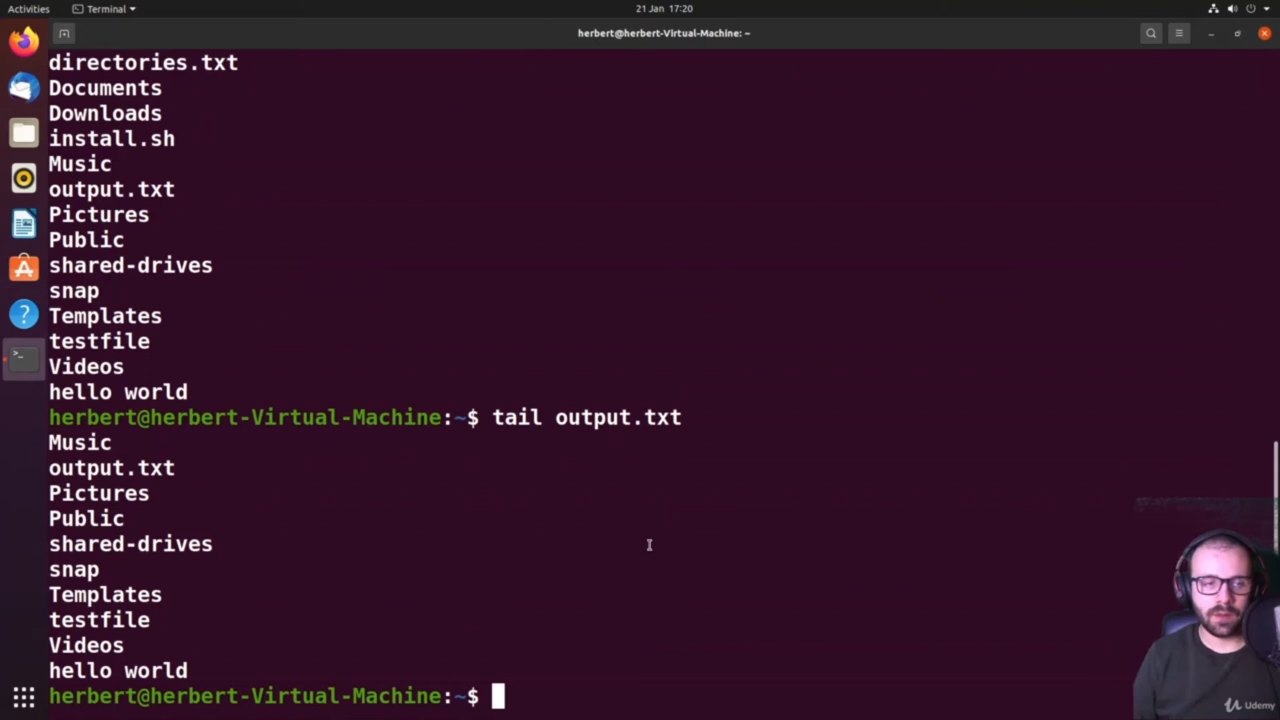 Activities
Terminal
21 Jan 17:20
herbert@herbert-Virtual-Machine: ~
directories.txt
Documents
Downloads
install.sh
Music
output.txt
Pictures
Public
shared-drives
snap
Templates
testfile
Videos
hello world
herbert@herbert-Virtual-Machine:~$ tail output.txt
Music
output.txt
Pictures
Public
shared-drives
snap
Templates
testfile
Videos
hello world
herbert@herbert-Virtual-Machine:~$
Udemy